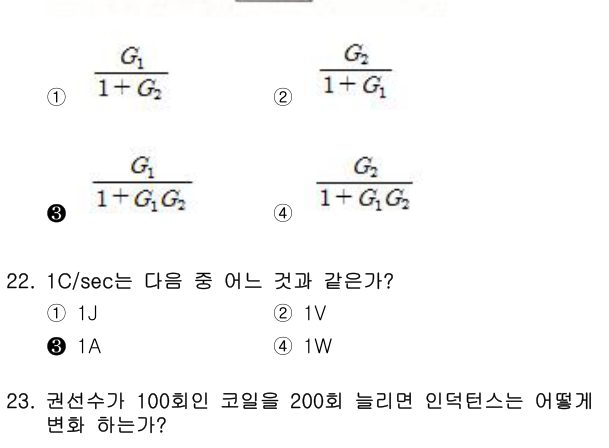 ① G₁ / (1 + G₂) ② G₂ / (1 + G₁)
❸ G₁ / (1 + G₁G₂) ④ G₂ / (1 + G₁G₂)
22. 1C/sec는 다음 중 어느 것과 같은가?
① 1J ② 1V
❸ 1A ④ 1W
23. 권선수가 100회인 코일을 200회 늘리면 인덕턴스는 어떻게
변화 하는가?